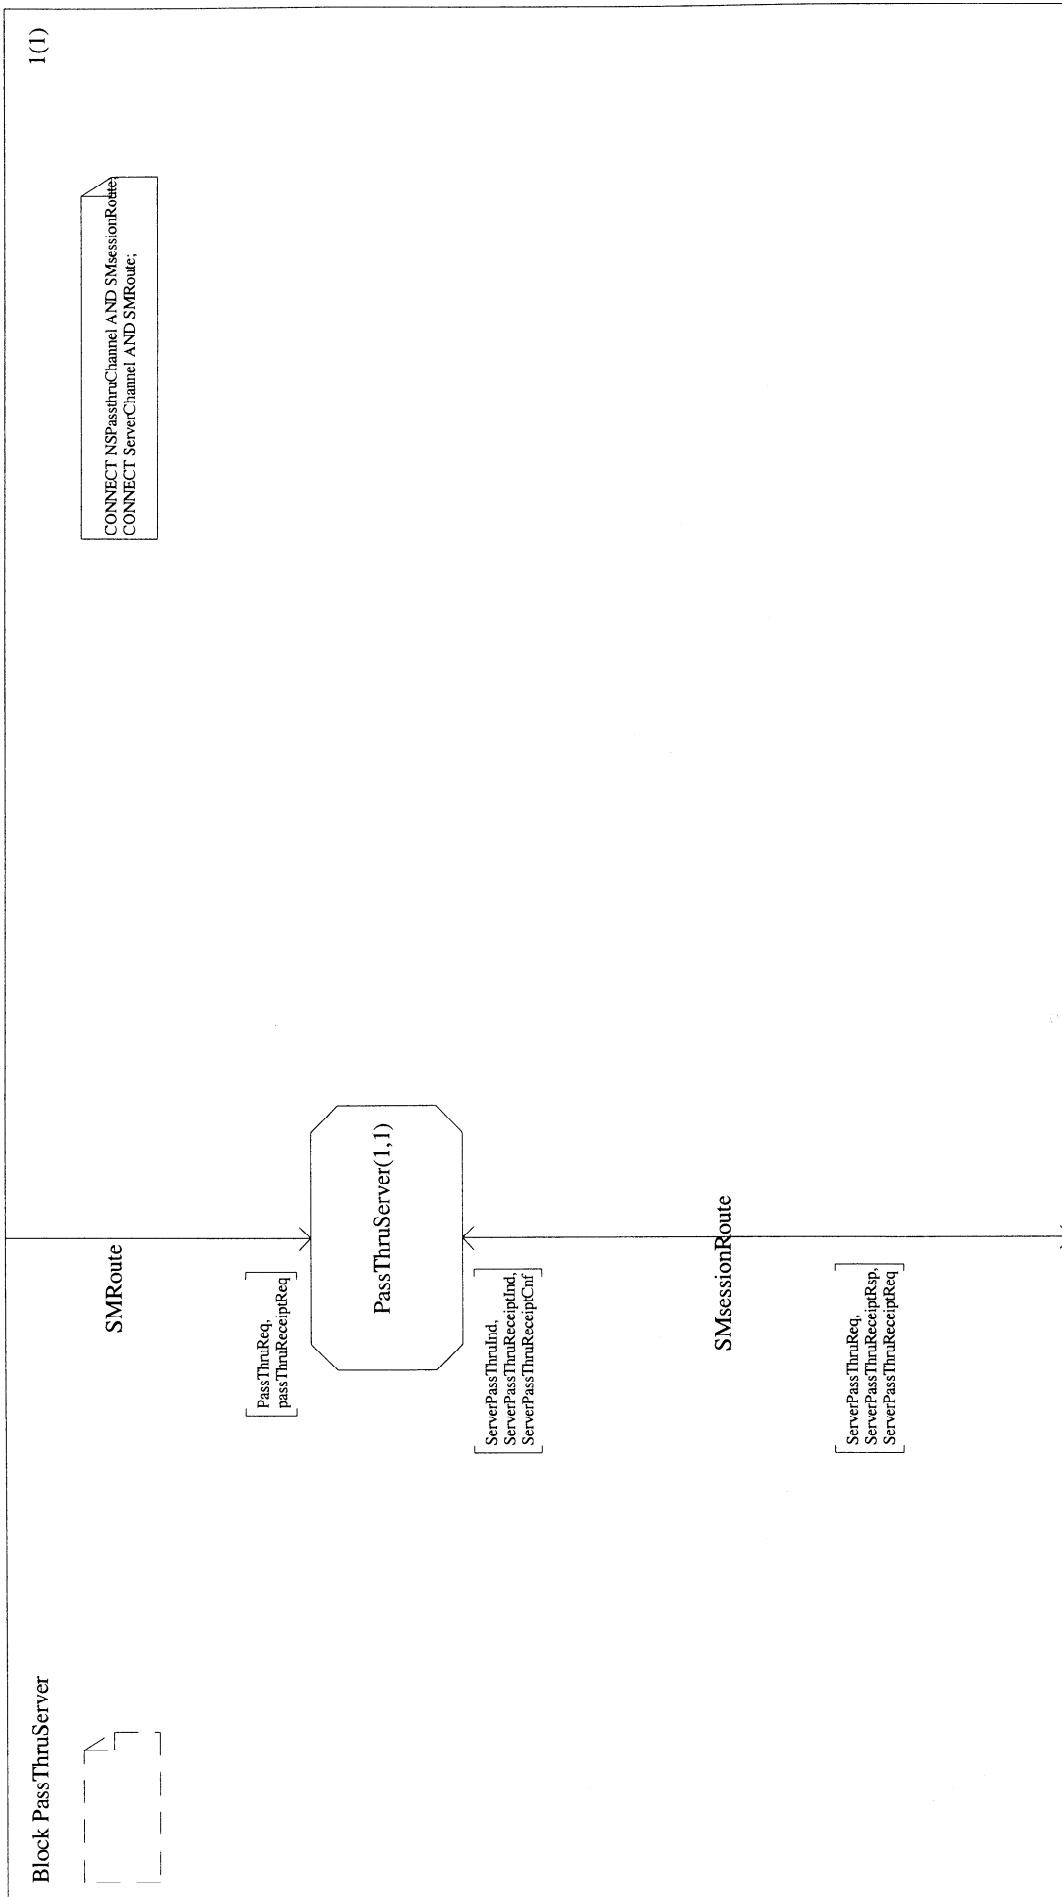 Block PassThruServer
1(1)
CONNECT NSPassthruChannel AND SMsessionRoute;
CONNECT ServerChannel AND SMRoute;
SMRoute
PassThruReq,
passThruReceiptReq
PassThruServer(1,1)
ServerPassThruInd,
ServerPassThruReceiptInd,
ServerPassThruReceiptCnf
SMsessionRoute
ServerPassThruReq,
ServerPassThruReceiptRsp,
ServerPassThruReceiptReq